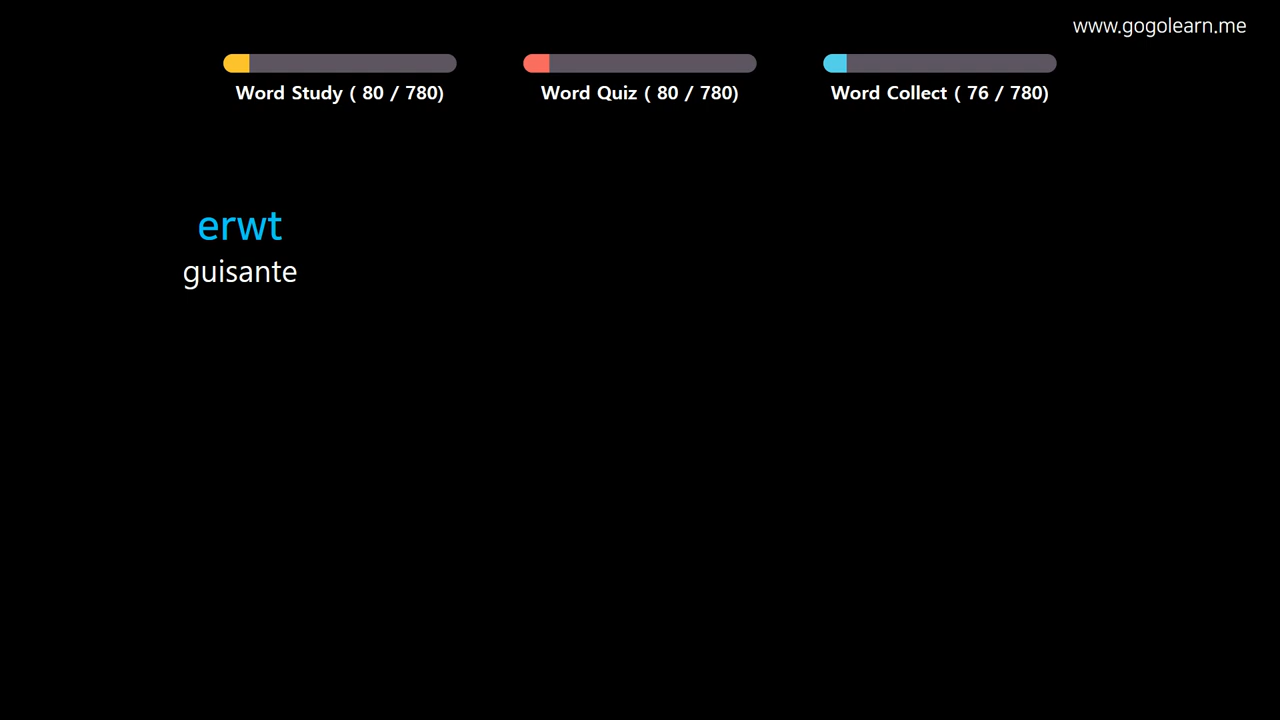 www.gogolearn.me
Word Study ( 80 / 780)
Word Quiz ( 80 / 780)
Word Collect ( 76 / 780)
erwt
guisante